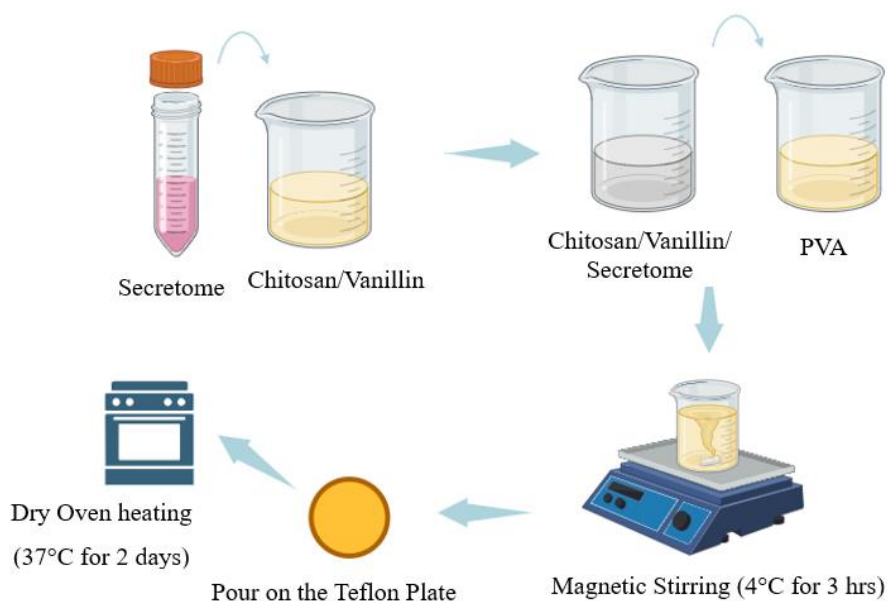 Secretome
Chitosan/Vanillin
Chitosan/Vanillin/
Secretome
PVA
Magnetic Stirring (4°C for 3 hrs)
Pour on the Teflon Plate
Dry Oven heating
(37°C for 2 days)